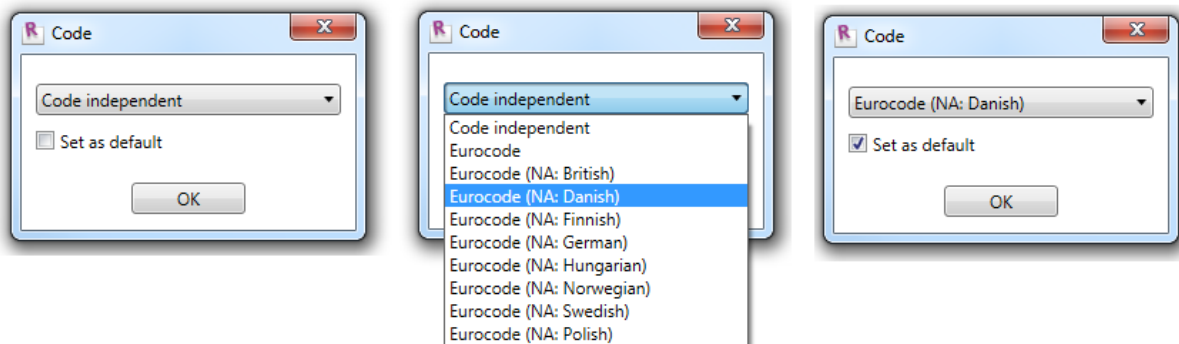 R Code
Code independent
Set as default
OK
R Code
Code independent
Code independent
Eurocode
Eurocode (NA: British)
Eurocode (NA: Danish)
Eurocode (NA: Finnish)
Eurocode (NA: German)
Eurocode (NA: Hungarian)
Eurocode (NA: Norwegian)
Eurocode (NA: Swedish)
Eurocode (NA: Polish)
R Code
Eurocode (NA: Danish)
Set as default
OK